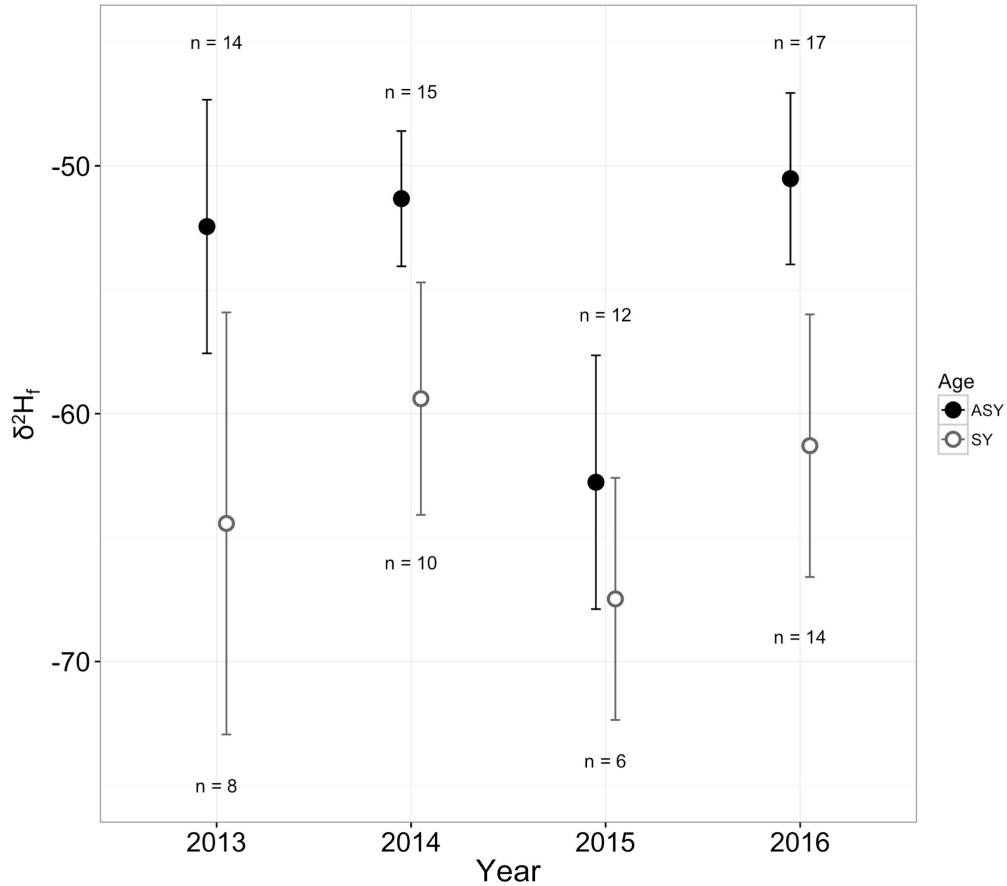 n = 14
n = 17
n = 15
-50
n = 12
δ²Hf
-60
Age
ASY
SY
n = 10
n = 14
-70
n = 6
n = 8
2013 2014 2015 2016
Year